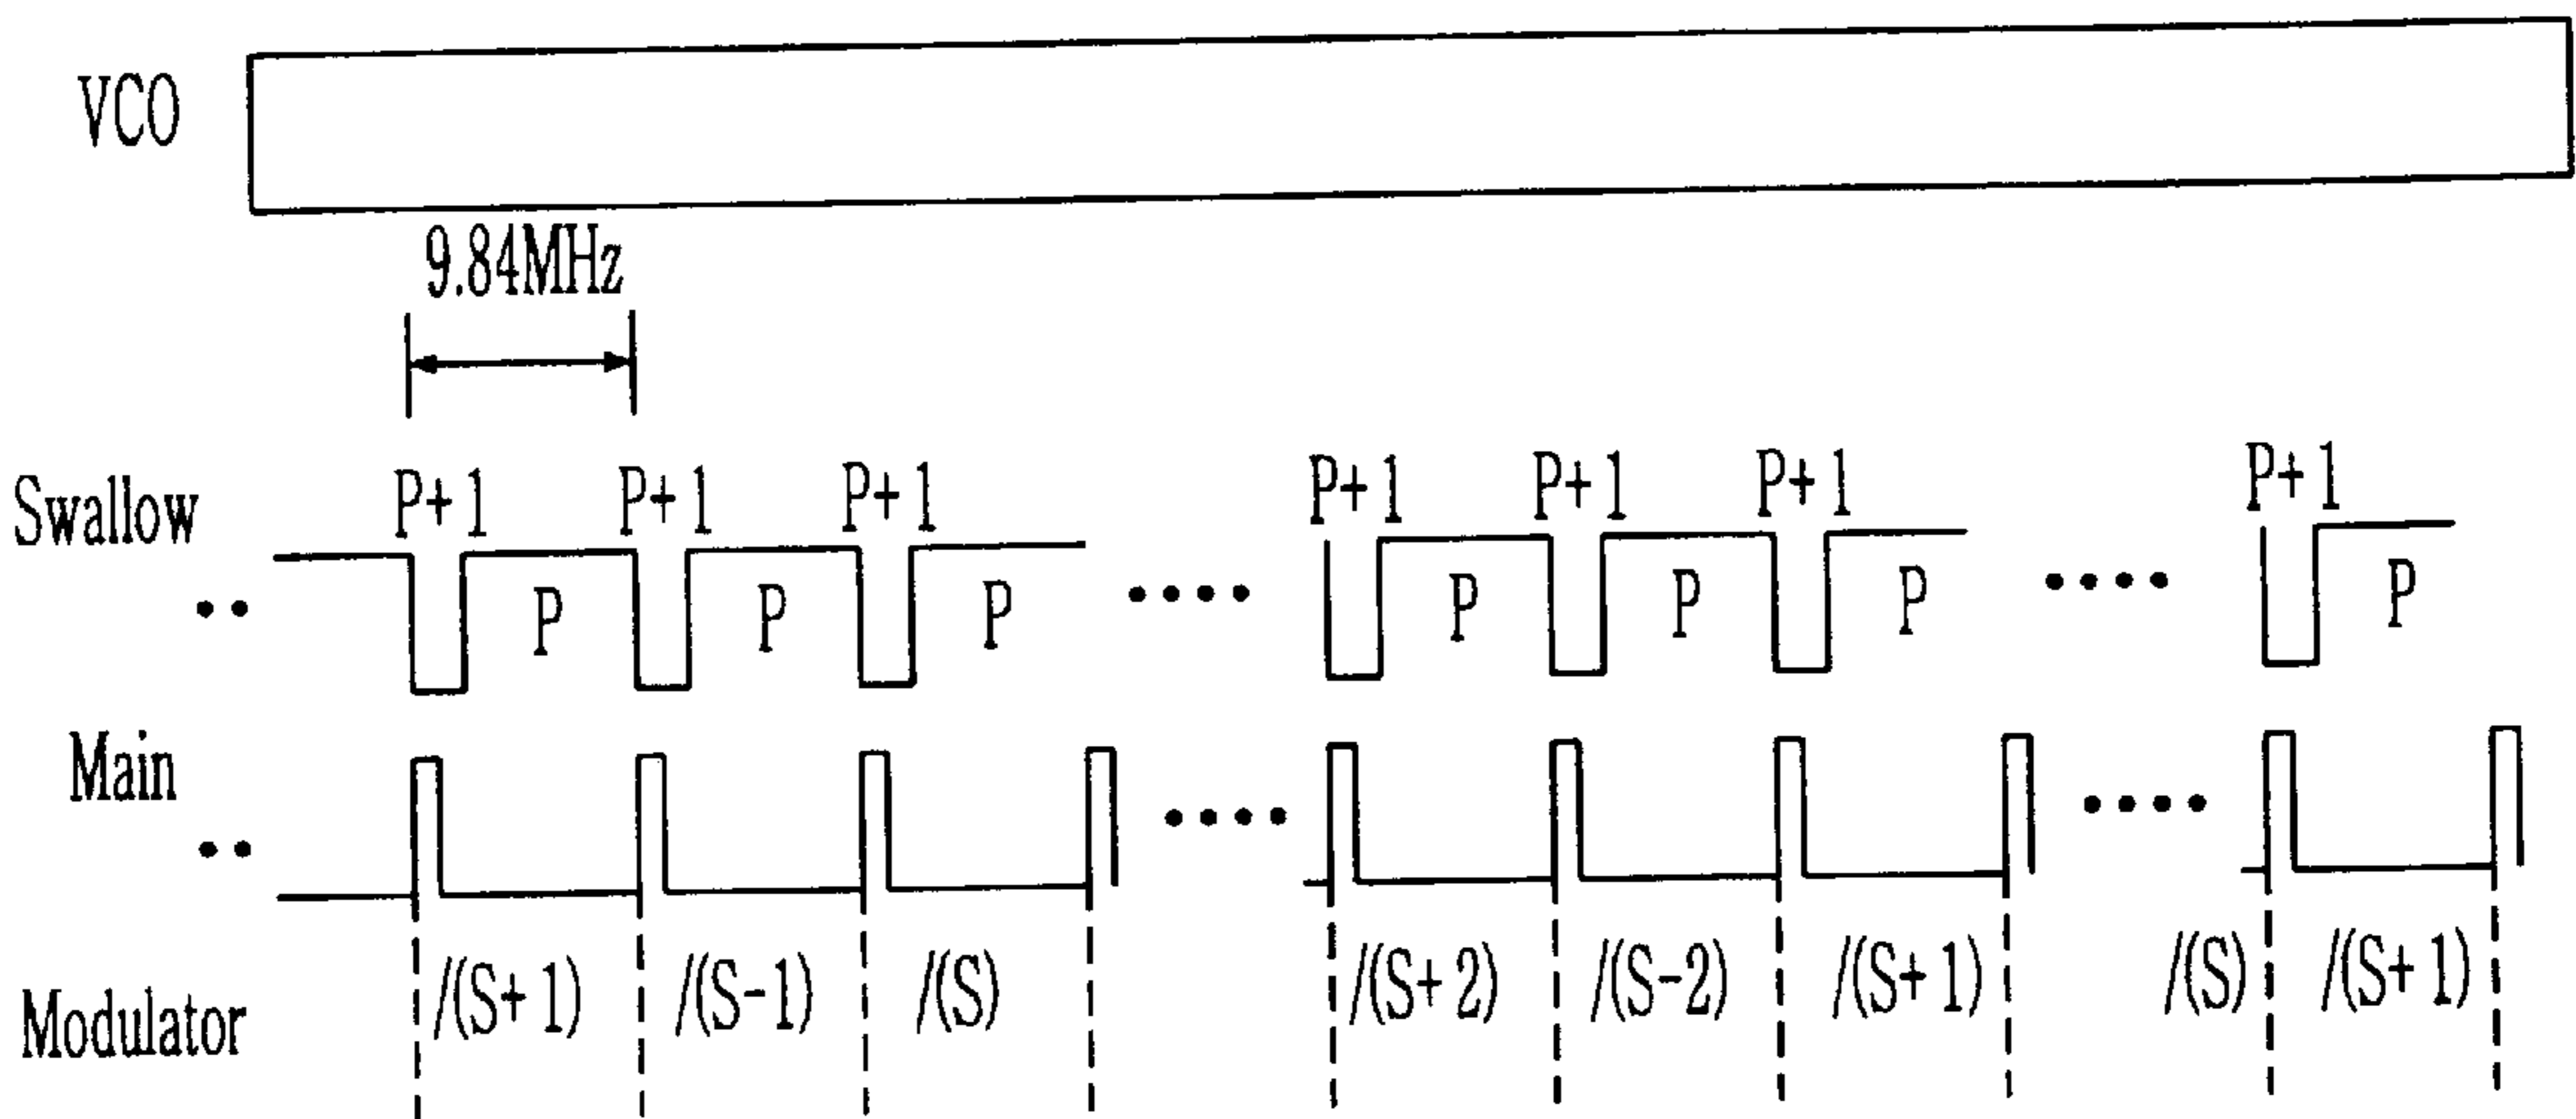 VCO
9.84MHz
Swallow P+1 P+1 P+1 P+1 P+1 P+1 P+1
P P P P P P P
Main
Modulator /(S+1) /(S-1) /(S) /(S+2) /(S-2) /(S+1) /(S) /(S+1)